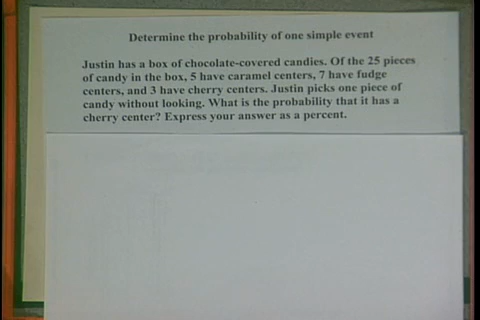 Determine the probability of one simple event
Justin has a box of chocolate-covered candies. Of the 25 pieces
of candy in the box, 5 have caramel centers, 7 have fudge
centers, and 3 have cherry centers. Justin picks one piece of
candy without looking. What is the probability that it has a
cherry center? Express your answer as a percent.